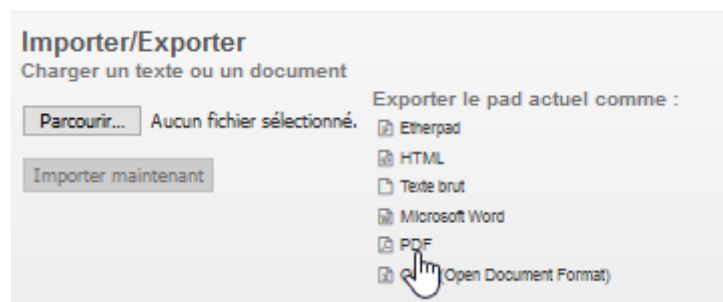 Importer/Exporter
Charger un texte ou un document
Parcourir... Aucun fichier sélectionné.
Importer maintenant
Exporter le pad actuel comme :
Etherpad
HTML
Texte brut
Microsoft Word
PDF
(Open Document Format)